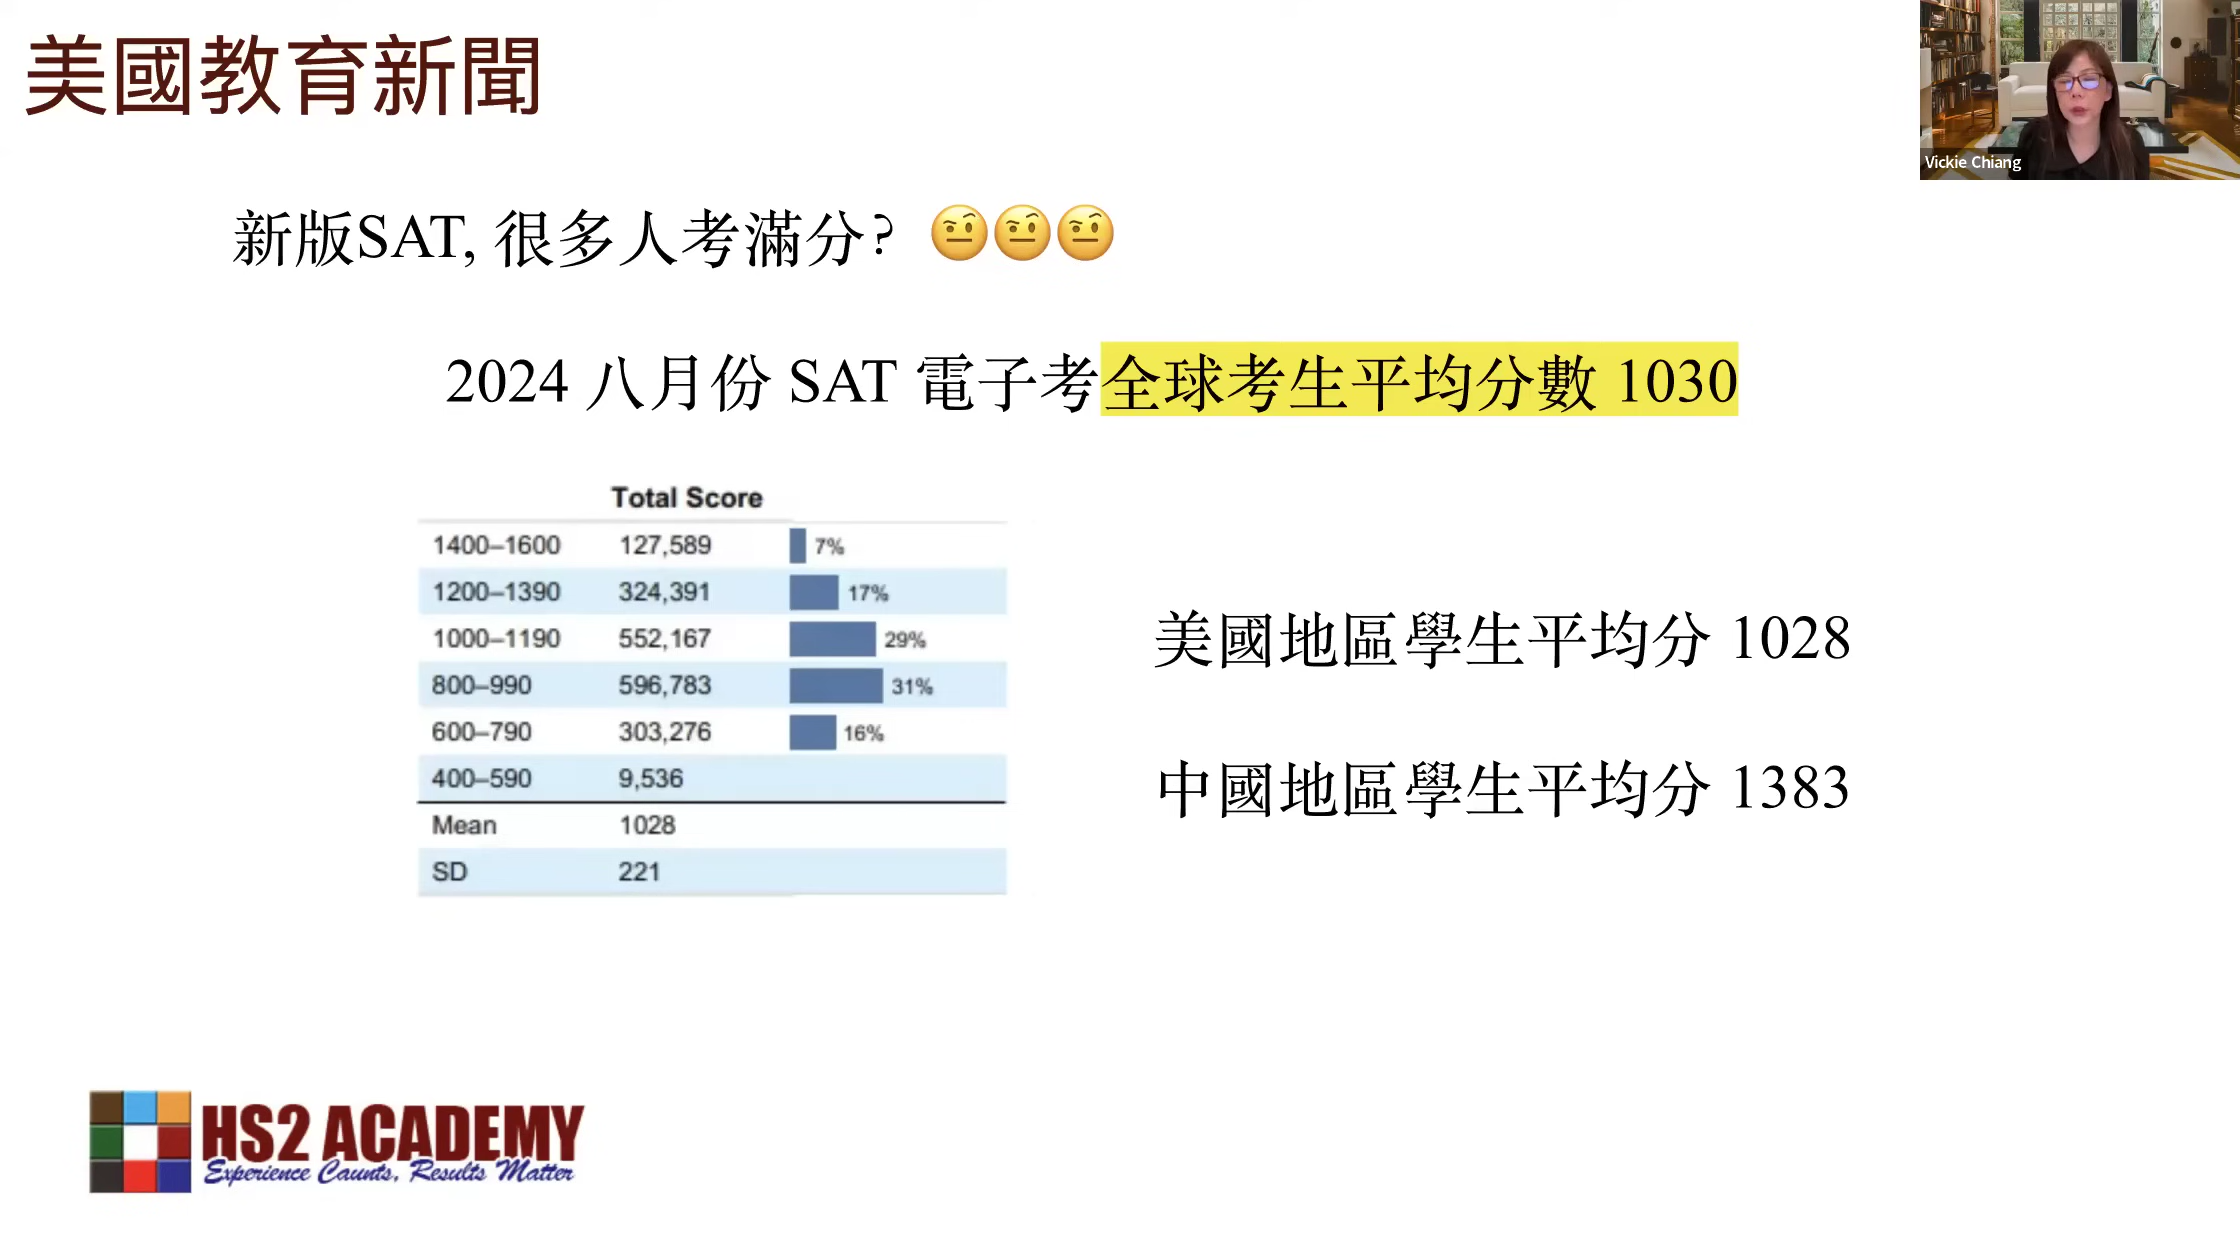 美國教育新聞
Vickie Chiang
新版SAT, 很多人考滿分? 🤨🤨🤨
2024 八月份 SAT 電子考全球考生平均分數 1030
Total Score
1400–1600 127,589 7%
1200–1390 324,391 17%
1000–1190 552,167 29%
800–990 596,783 31%
600–790 303,276 16%
400–590 9,536
Mean 1028
SD 221
美國地區學生平均分 1028
中國地區學生平均分 1383
HS2 ACADEMY
Experience Counts, Results Matter